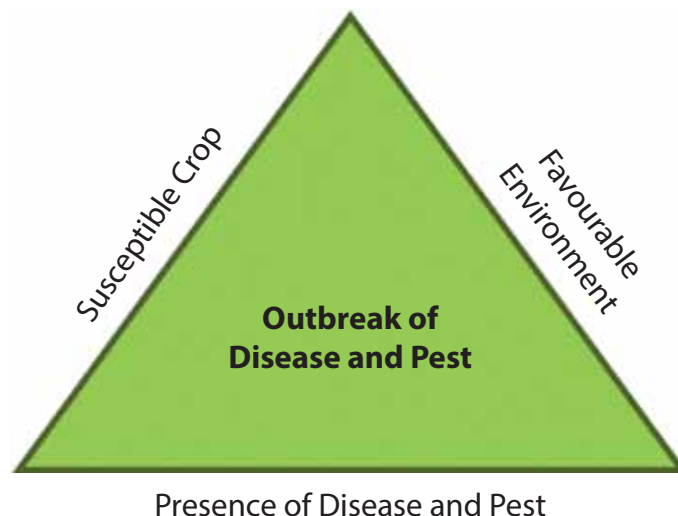 Susceptible Crop
Favourable
Environment
Outbreak of
Disease and Pest
Presence of Disease and Pest